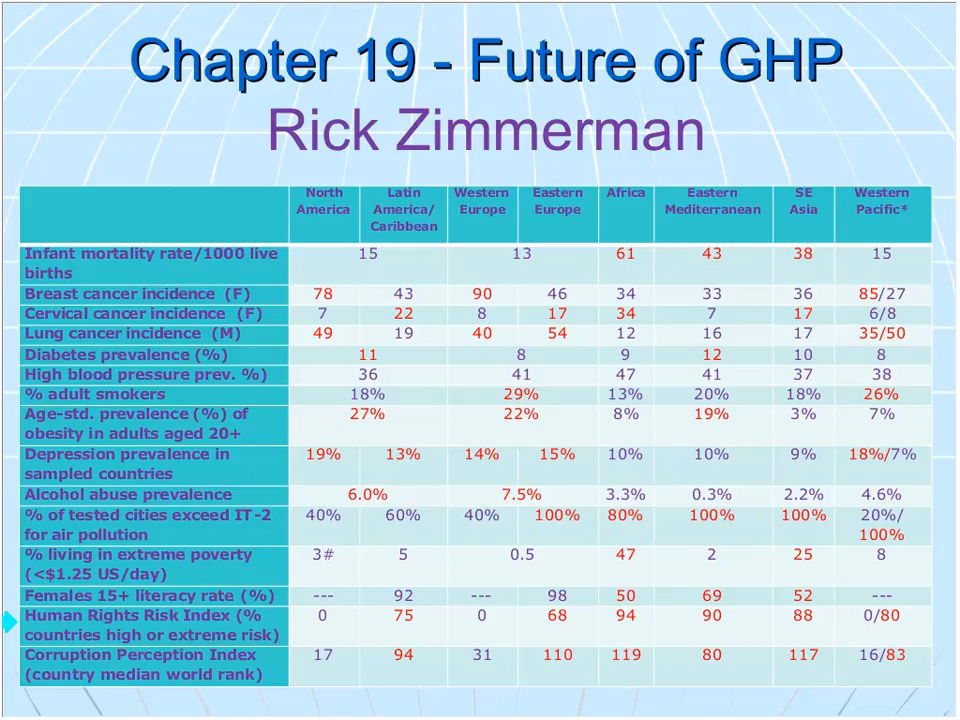 Chapter 19 - Future of GHP
Rick Zimmerman
North America Latin America/ Caribbean Western Europe Eastern Europe Africa Eastern Mediterranean SE Asia Western Pacific*
Infant mortality rate/1000 live births 15 13 61 43 38 15
Breast cancer incidence (F) 78 43 90 46 34 33 36 85/27
Cervical cancer incidence (F) 7 22 8 17 34 7 17 6/8
Lung cancer incidence (M) 49 19 40 54 12 16 17 35/50
Diabetes prevalence (%) 11 8 9 12 10 8
High blood pressure prev. %) 36 41 47 41 37 38
% adult smokers 18% 29% 13% 20% 18% 26%
Age-std. prevalence (%) of obesity in adults aged 20+ 27% 22% 8% 19% 3% 7%
Depression prevalence in sampled countries 19% 13% 14% 15% 10% 10% 9% 18%/7%
Alcohol abuse prevalence 6.0% 7.5% 3.3% 0.3% 2.2% 4.6%
% of tested cities exceed IT-2 for air pollution 40% 60% 40% 100% 80% 100% 100% 20%/ 100%
% living in extreme poverty (<$1.25 US/day) 3# 5 0.5 47 2 25 8
Females 15+ literacy rate (%) --- 92 --- 98 50 69 52 ---
Human Rights Risk Index (% countries high or extreme risk) 0 75 0 68 94 90 88 0/80
Corruption Perception Index (country median world rank) 17 94 31 110 119 80 117 16/83